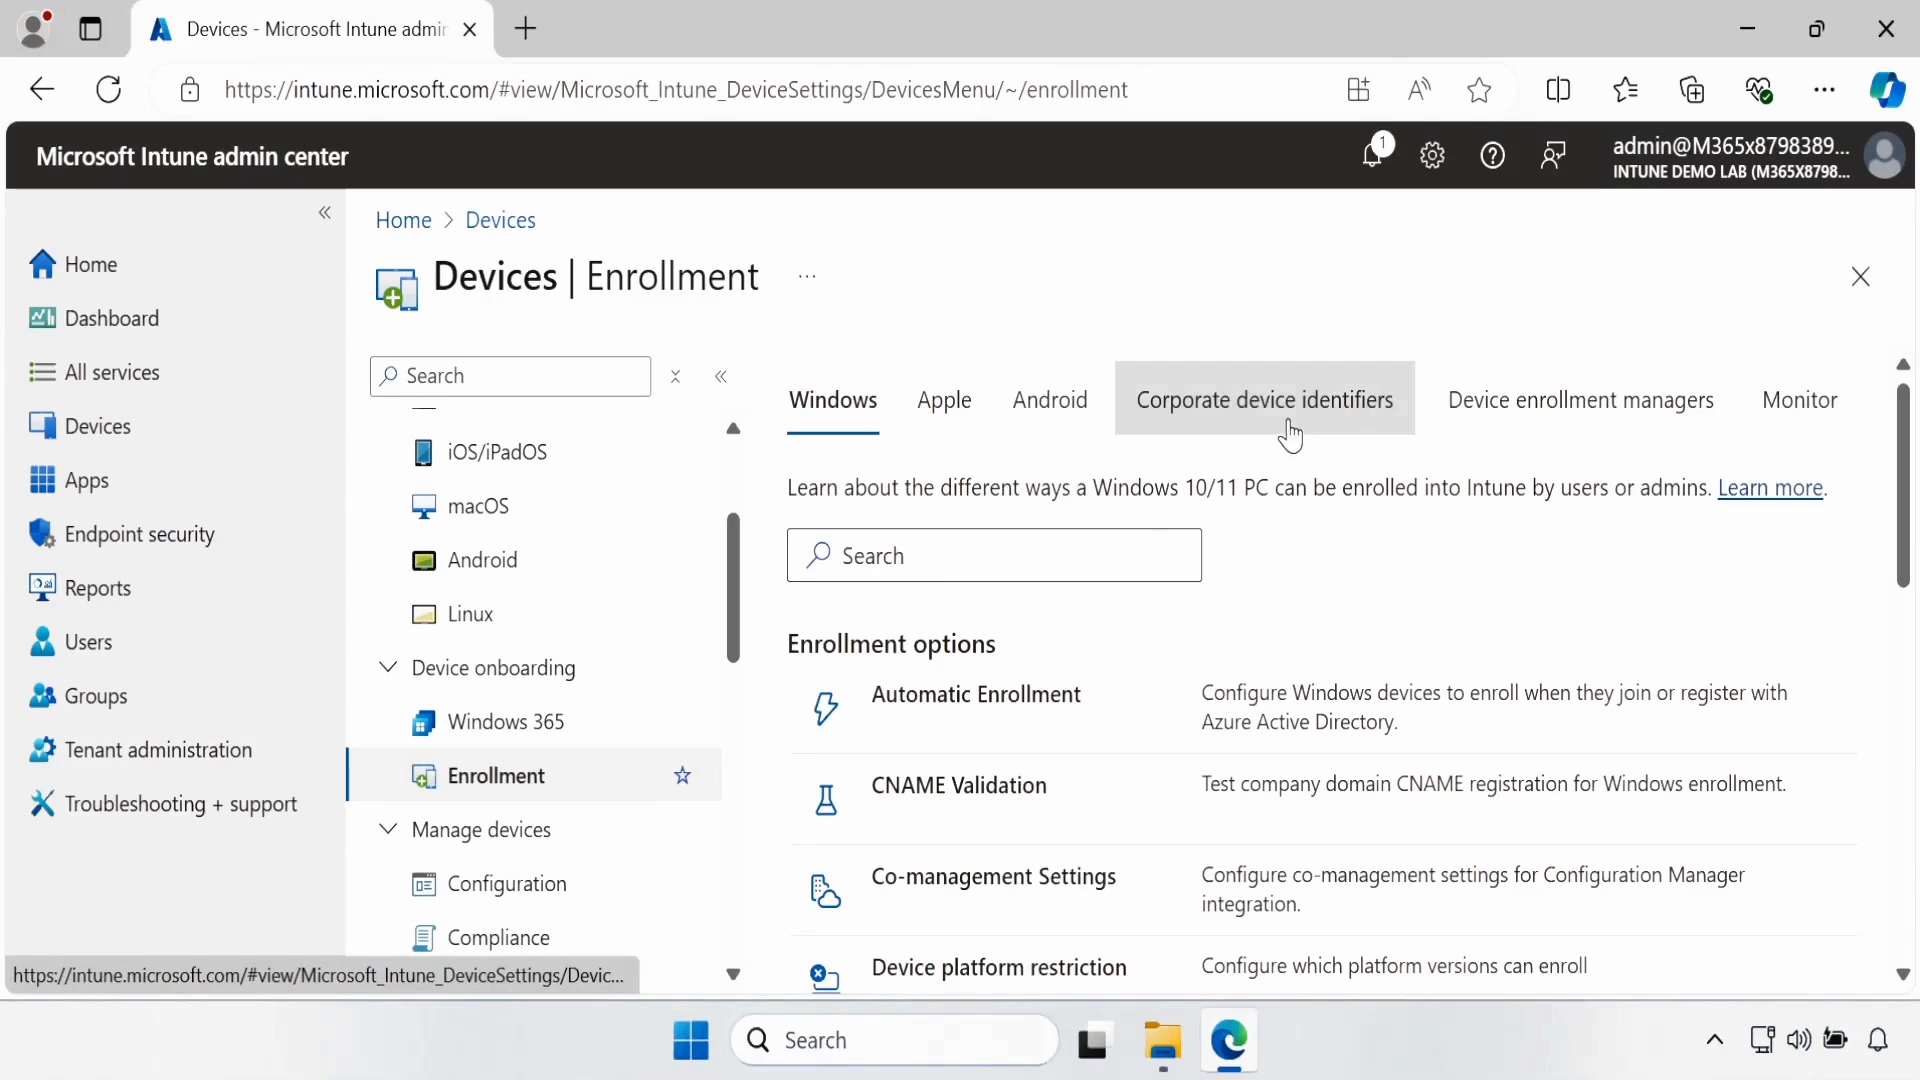 Devices - Microsoft Intune admin
https://intune.microsoft.com/#view/Microsoft_Intune_DeviceSettings/DevicesMenu/~/enrollment
Microsoft Intune admin center
1
admin@M365x8798389...
INTUNE DEMO LAB (M365X8798...
Home
Dashboard
All services
Devices
Apps
Endpoint security
Reports
Users
Groups
Tenant administration
Troubleshooting + support
Home > Devices
Devices | Enrollment
...
Search
iOS/iPadOS
macOS
Android
Linux
Device onboarding
Windows 365
Enrollment
Manage devices
Configuration
Compliance
Windows Apple Android Corporate device identifiers Device enrollment managers Monitor
Learn about the different ways a Windows 10/11 PC can be enrolled into Intune by users or admins. Learn more.
Search
Enrollment options
Automatic Enrollment
Configure Windows devices to enroll when they join or register with
Azure Active Directory.
CNAME Validation
Test company domain CNAME registration for Windows enrollment.
Co-management Settings
Configure co-management settings for Configuration Manager
integration.
Device platform restriction
Configure which platform versions can enroll
https://intune.microsoft.com/#view/Microsoft_Intune_DeviceSettings/Devic...
Search